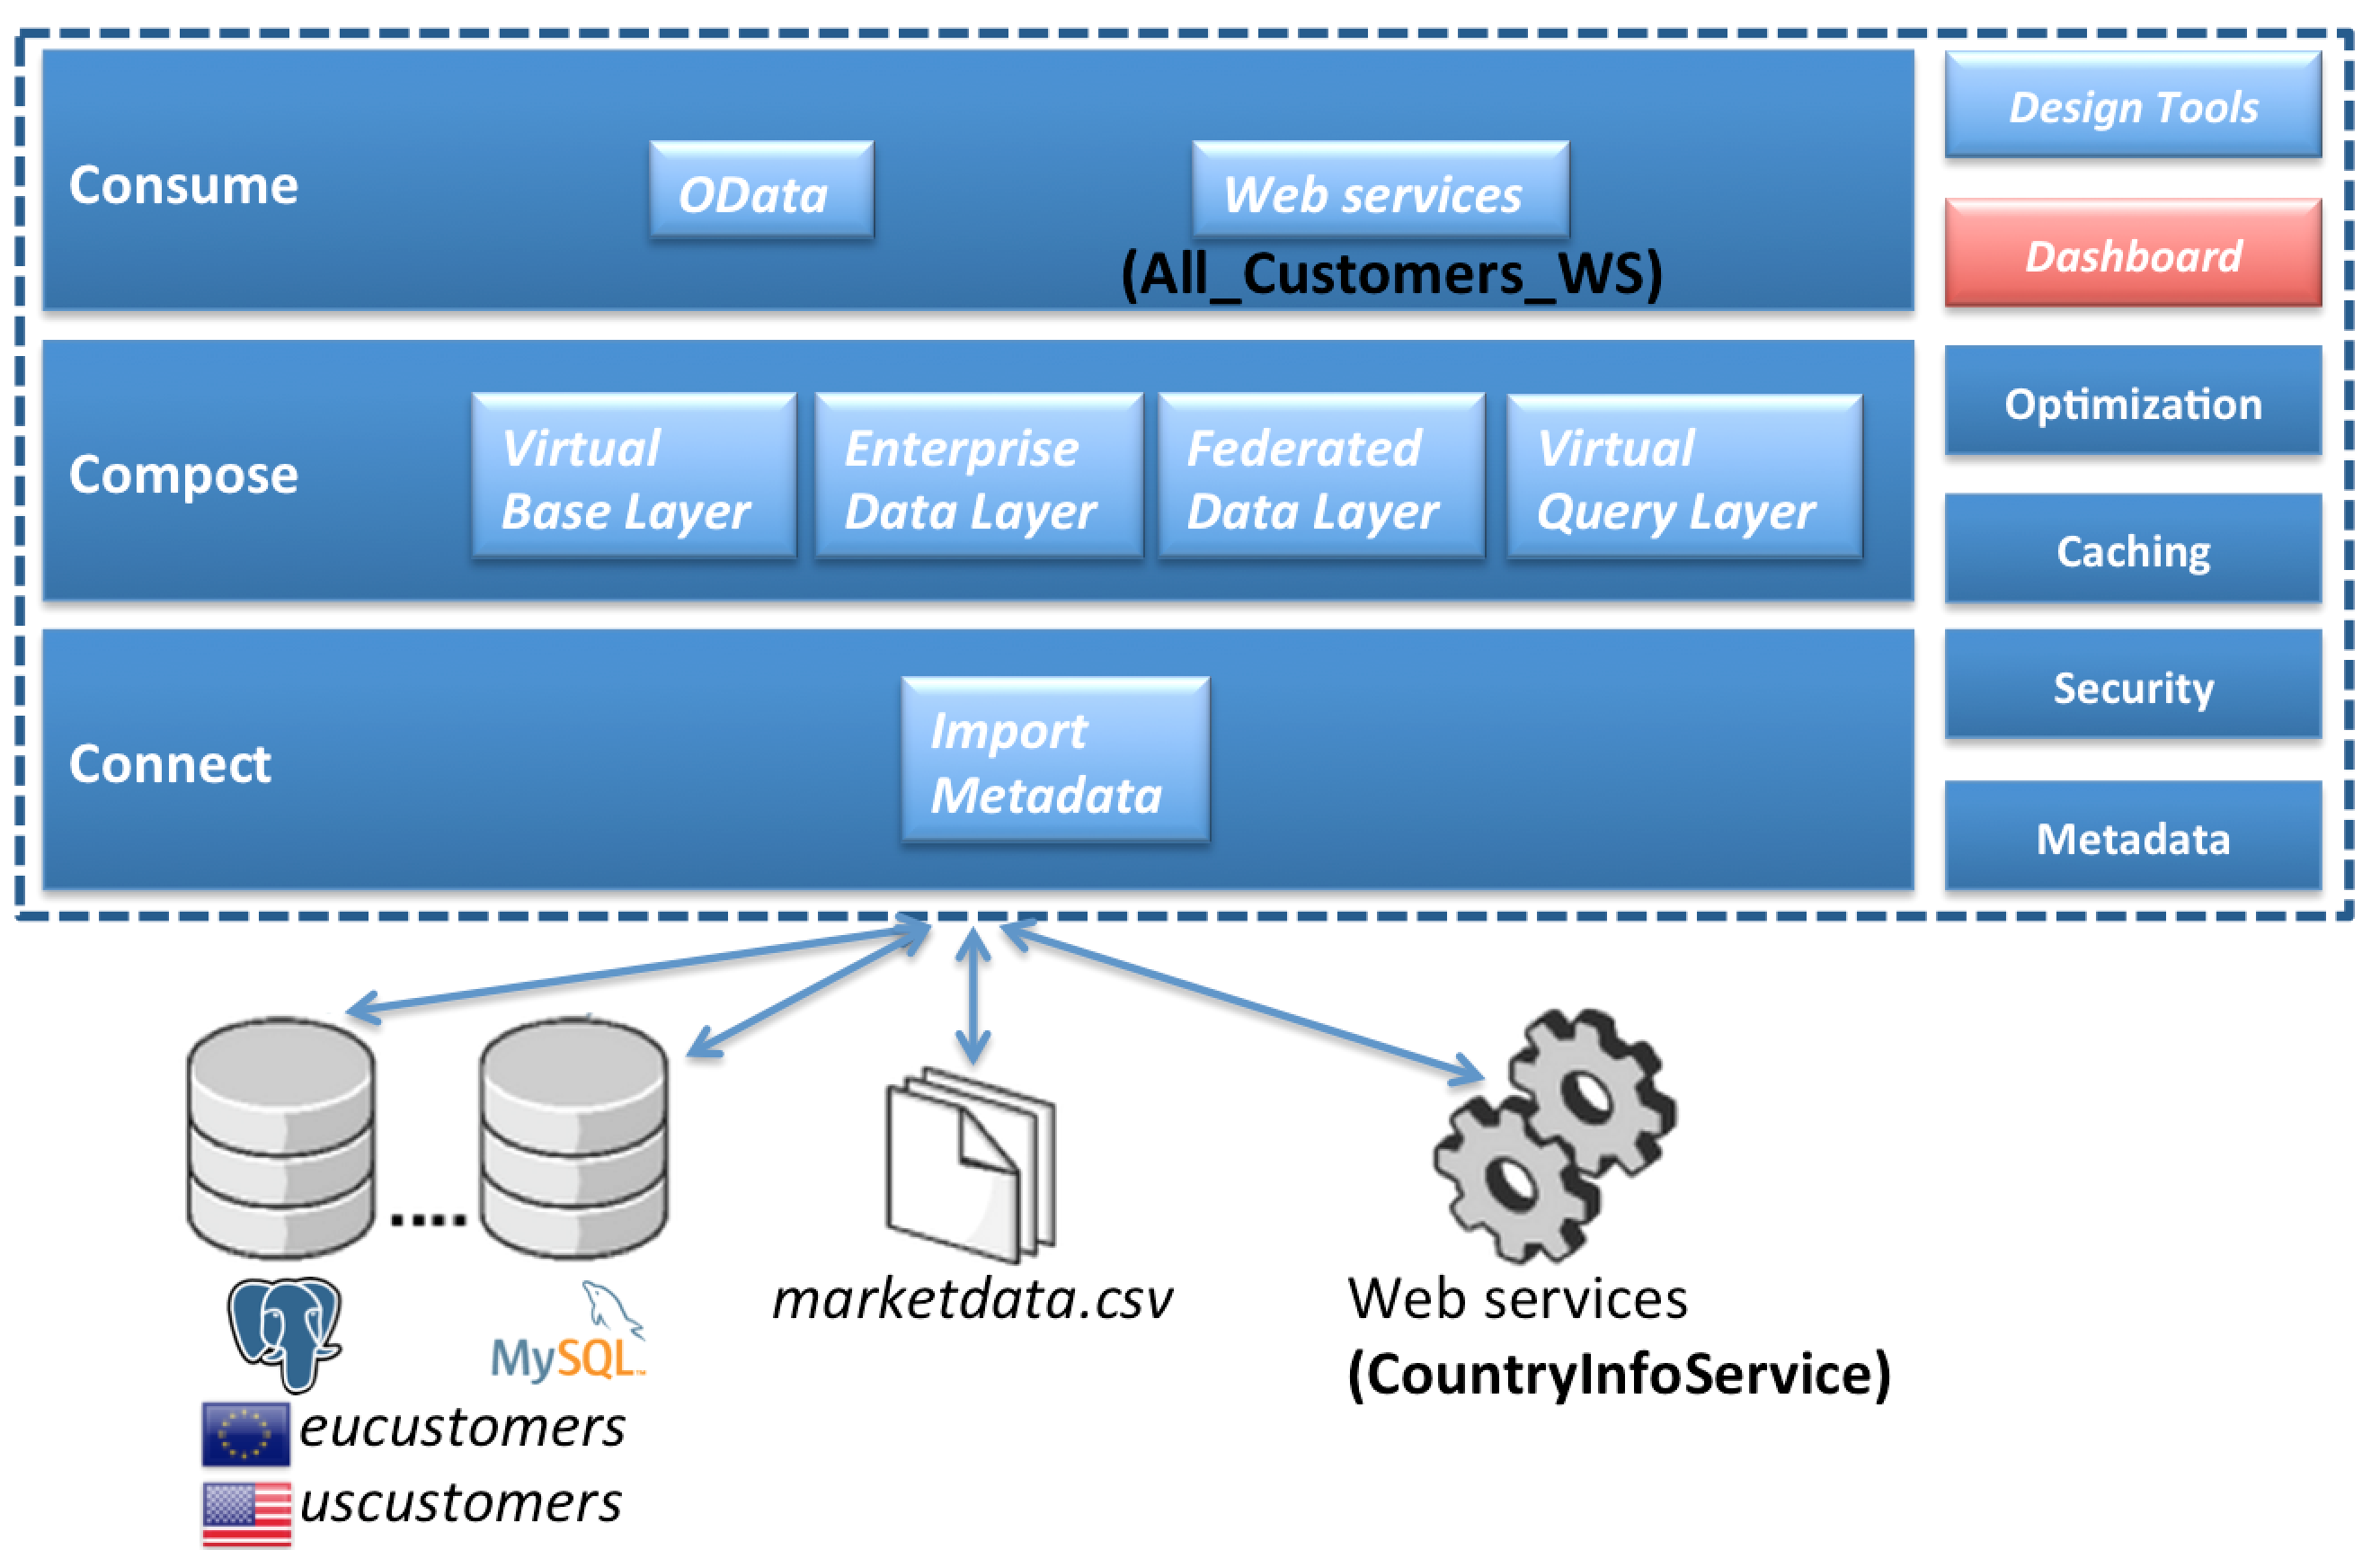 Consume
OData
Web services
(All_Customers_WS)
Design Tools
Dashboard
Compose
Virtual
Base Layer
Enterprise
Data Layer
Federated
Data Layer
Virtual
Query Layer
Optimization
Caching
Connect
Import
Metadata
Security
Metadata
....
MySQL™
marketdata.csv
Web services
(CountryInfoService)
eucustomers
uscustomers